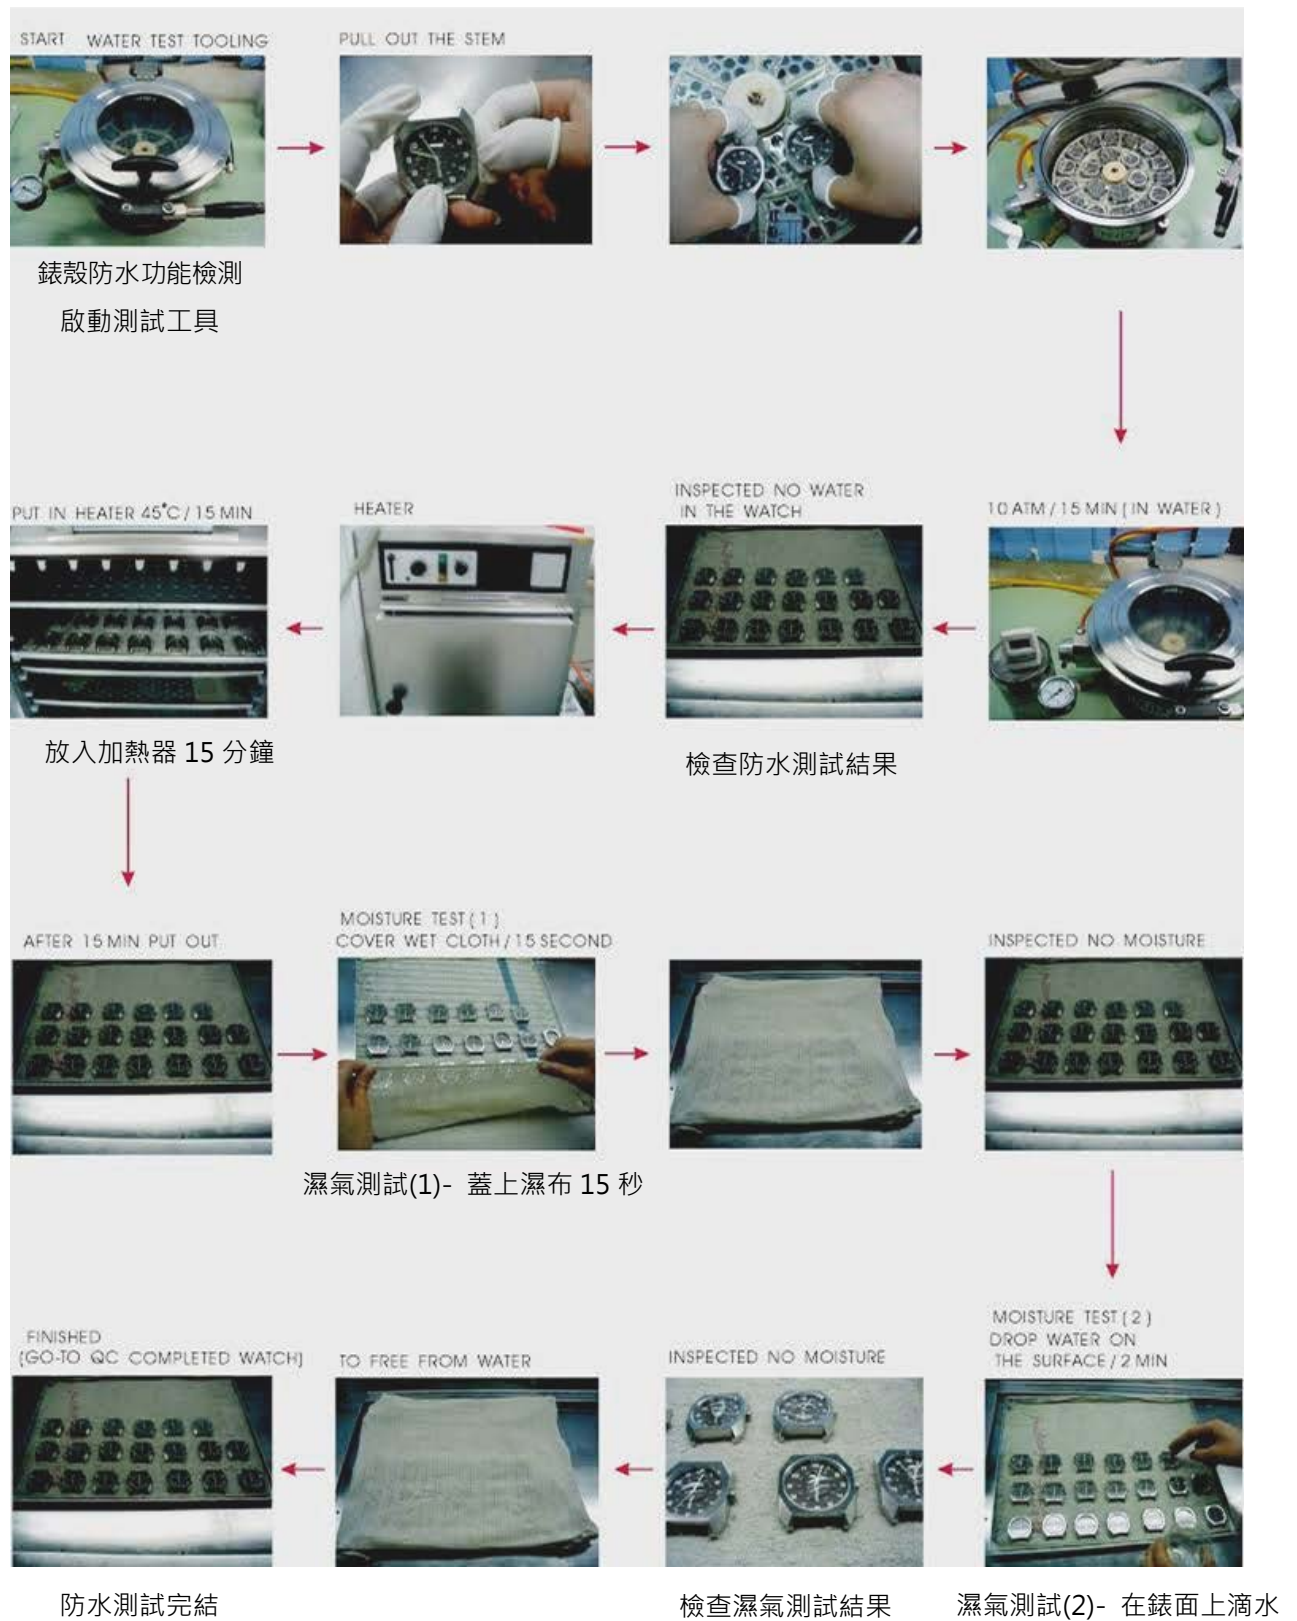 START WATER TEST TOOLING
PULL OUT THE STEM
錶殼防水功能檢測
啟動測試工具
PUT IN HEATER 45°C / 15 MIN
HEATER
INSPECTED NO WATER
IN THE WATCH
10 ATM / 15 MIN ( IN WATER )
放入加熱器 15 分鐘
檢查防水測試結果
AFTER 15 MIN PUT OUT
MOISTURE TEST ( 1 )
COVER WET CLOTH / 15 SECOND
INSPECTED NO MOISTURE
濕氣測試(1)- 蓋上濕布 15 秒
FINISHED
(GO-TO QC COMPLETED WATCH)
TO FREE FROM WATER
INSPECTED NO MOISTURE
MOISTURE TEST ( 2 )
DROP WATER ON
THE SURFACE / 2 MIN
防水測試完結
檢查濕氣測試結果
濕氣測試(2)- 在錶面上滴水